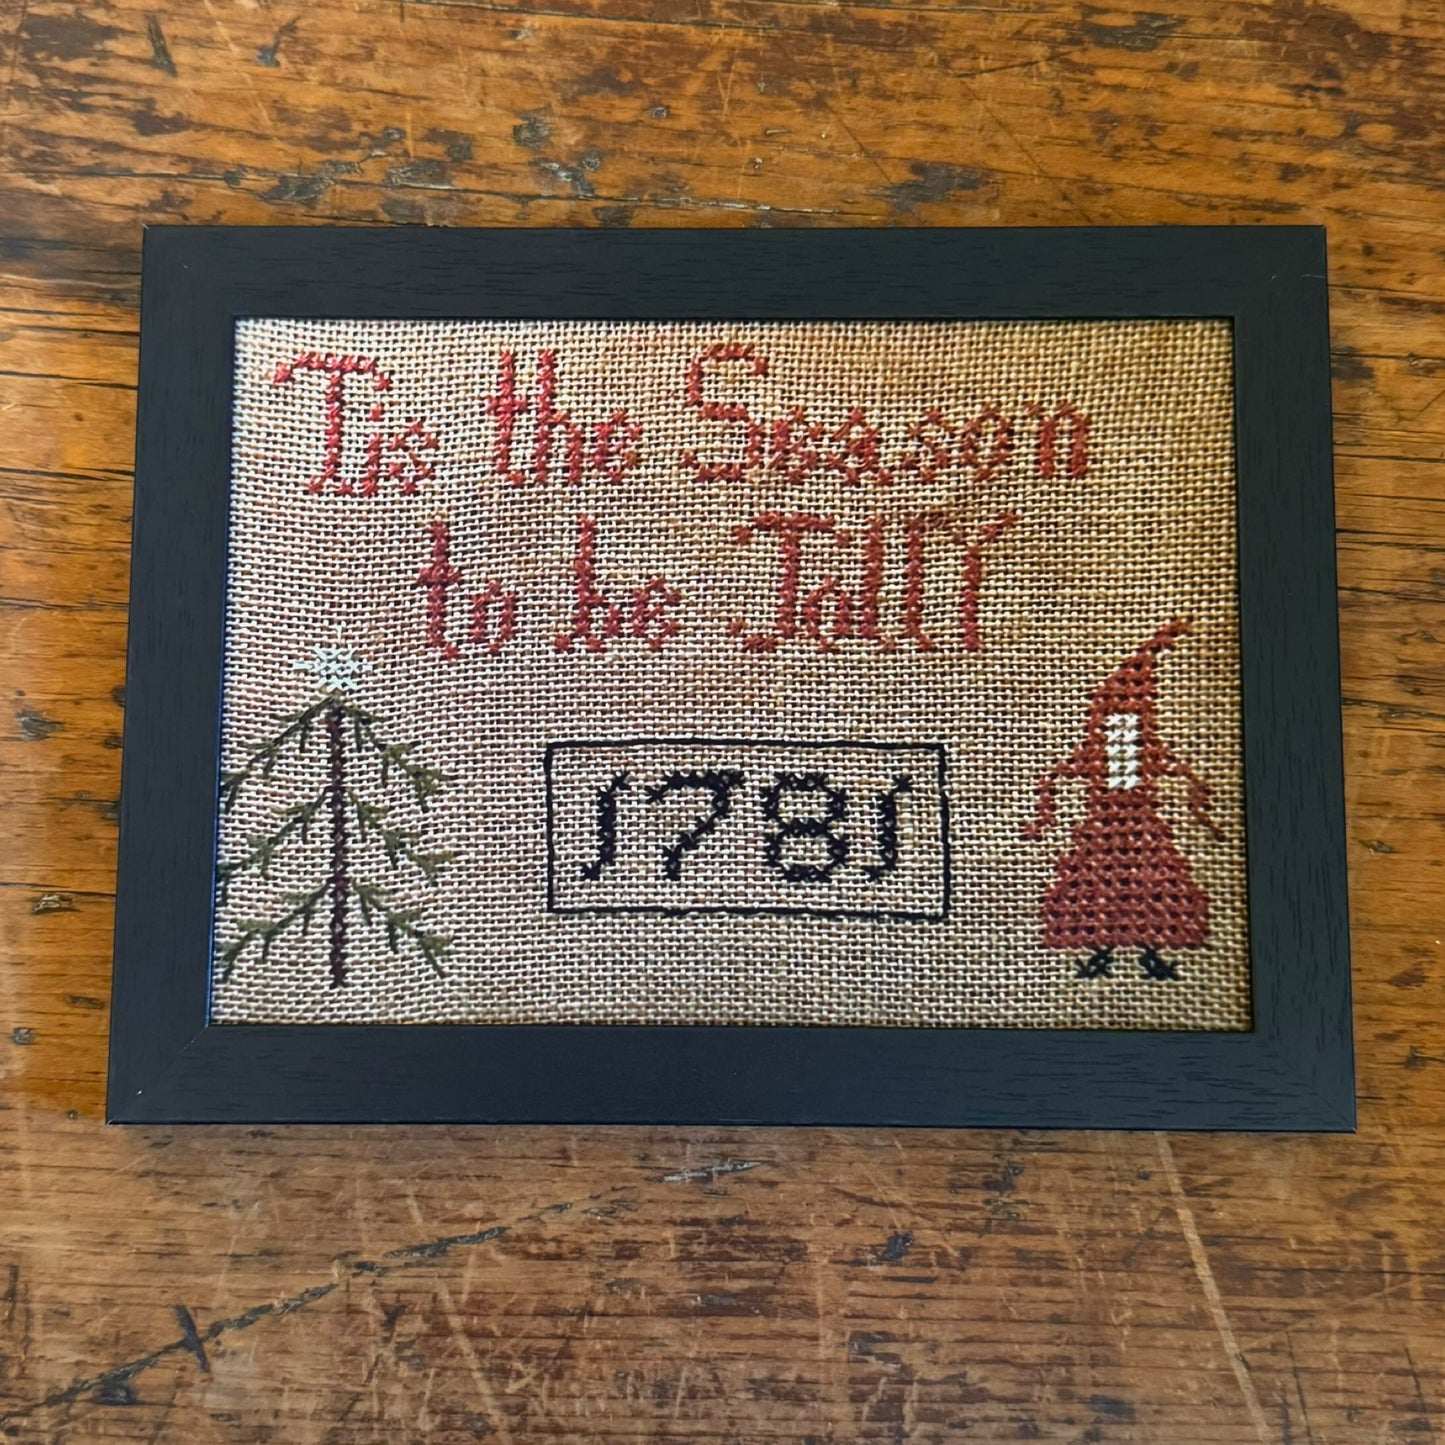 Tis the Season
to be Jolly
1781